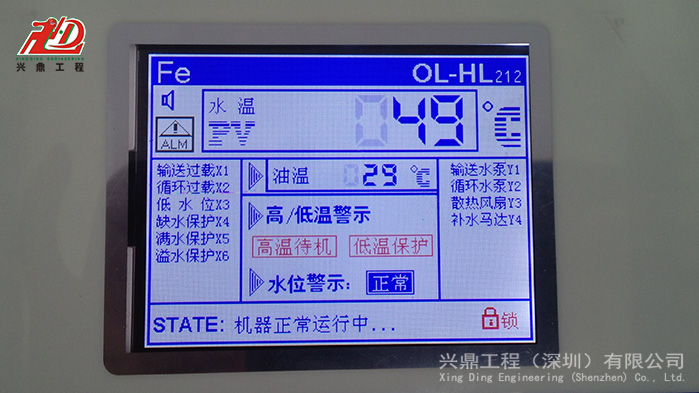 XINGDING ENGINEERING
兴鼎工程
Fe OL-HL212
水温 49℃
PV
ALM
输送过载X1
循环过载X2
低水位X3
缺水保护X4
满水保护X5
溢水保护X6
油温 29℃
高/低温警示
高温待机 低温保护
水位警示：正常
输送水泵Y1
循环水泵Y2
散热风扇Y3
补水马达Y4
STATE: 机器正常运行中...
锁
兴鼎工程（深圳）有限公司
Xing Ding Engineering (Shenzhen) Co., Ltd.